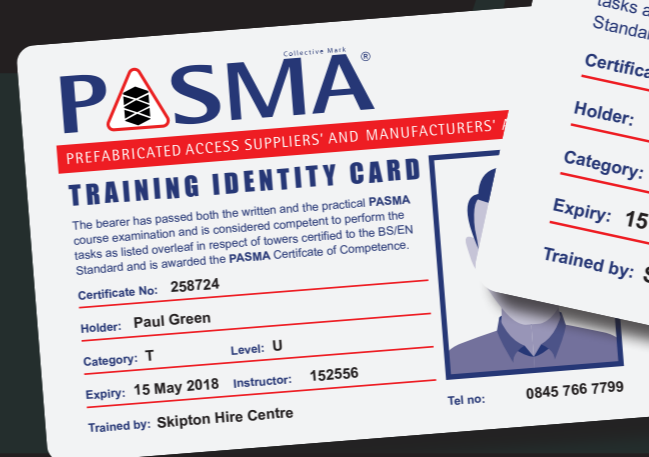 Collective Mark
PASMA®
PREFABRICATED ACCESS SUPPLIERS' AND MANUFACTURERS' A
TRAINING IDENTITY CARD
The bearer has passed both the written and the practical PASMA
course examination and is considered competent to perform the
tasks as listed overleaf in respect of towers certified to the BS/EN
Standard and is awarded the PASMA Certifcate of Competence.
Certificate No: 258724
Holder: Paul Green
Category: T Level: U
Expiry: 15 May 2018 Instructor: 152556
Trained by: Skipton Hire Centre
Tel no: 0845 766 7799
tasks a
Standa
Certifica
Holder:
Category:
Expiry: 15
Trained by: S